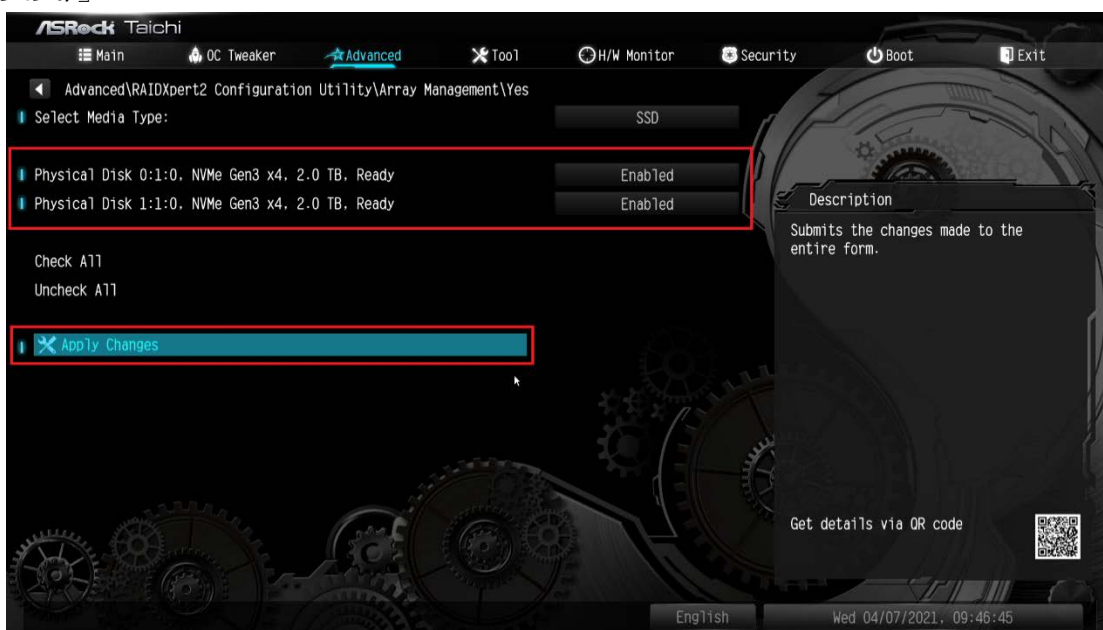 ASRock Taichi
Main OC Tweaker Advanced Tool H/W Monitor Security Boot Exit
Advanced\RAIDXpert2 Configuration Utility\Array Management\Yes
Select Media Type: SSD
Physical Disk 0:1:0, NVMe Gen3 x4, 2.0 TB, Ready Enabled
Physical Disk 1:1:0, NVMe Gen3 x4, 2.0 TB, Ready Enabled
Check All
Uncheck All
Apply Changes
Description
Submits the changes made to the
entire form.
Get details via QR code
English Wed 04/07/2021, 09:46:45